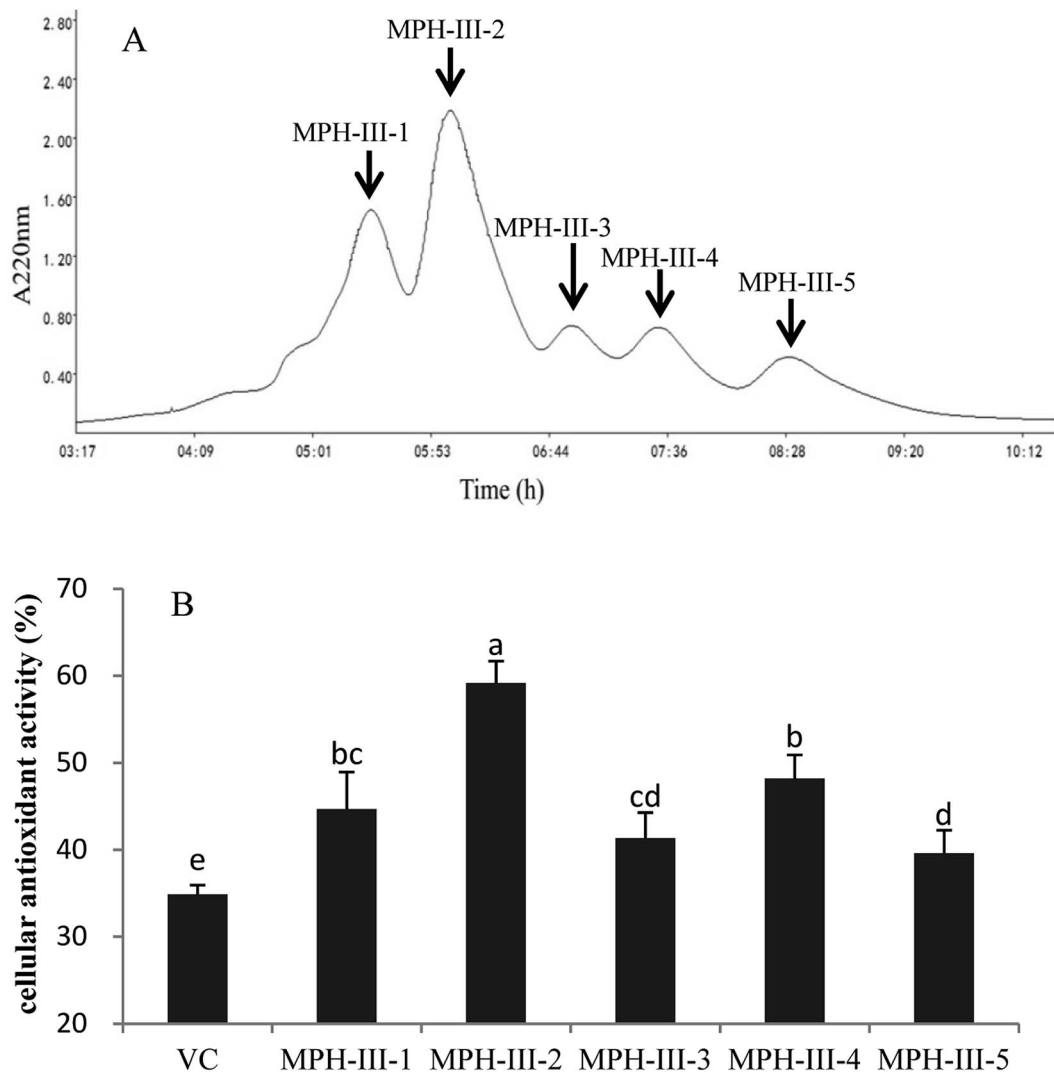 A
MPH-III-2
MPH-III-1
MPH-III-3
MPH-III-4
MPH-III-5
A220nm
2.80
2.40
2.00
1.60
1.20
0.80
0.40
0.00
03:17 04:09 05:01 05:53 06:44 07:36 08:28 09:20 10:12
Time (h)
B
cellular antioxidant activity (%)
70
60
50
40
30
20
e bc a cd b d
VC MPH-III-1 MPH-III-2 MPH-III-3 MPH-III-4 MPH-III-5